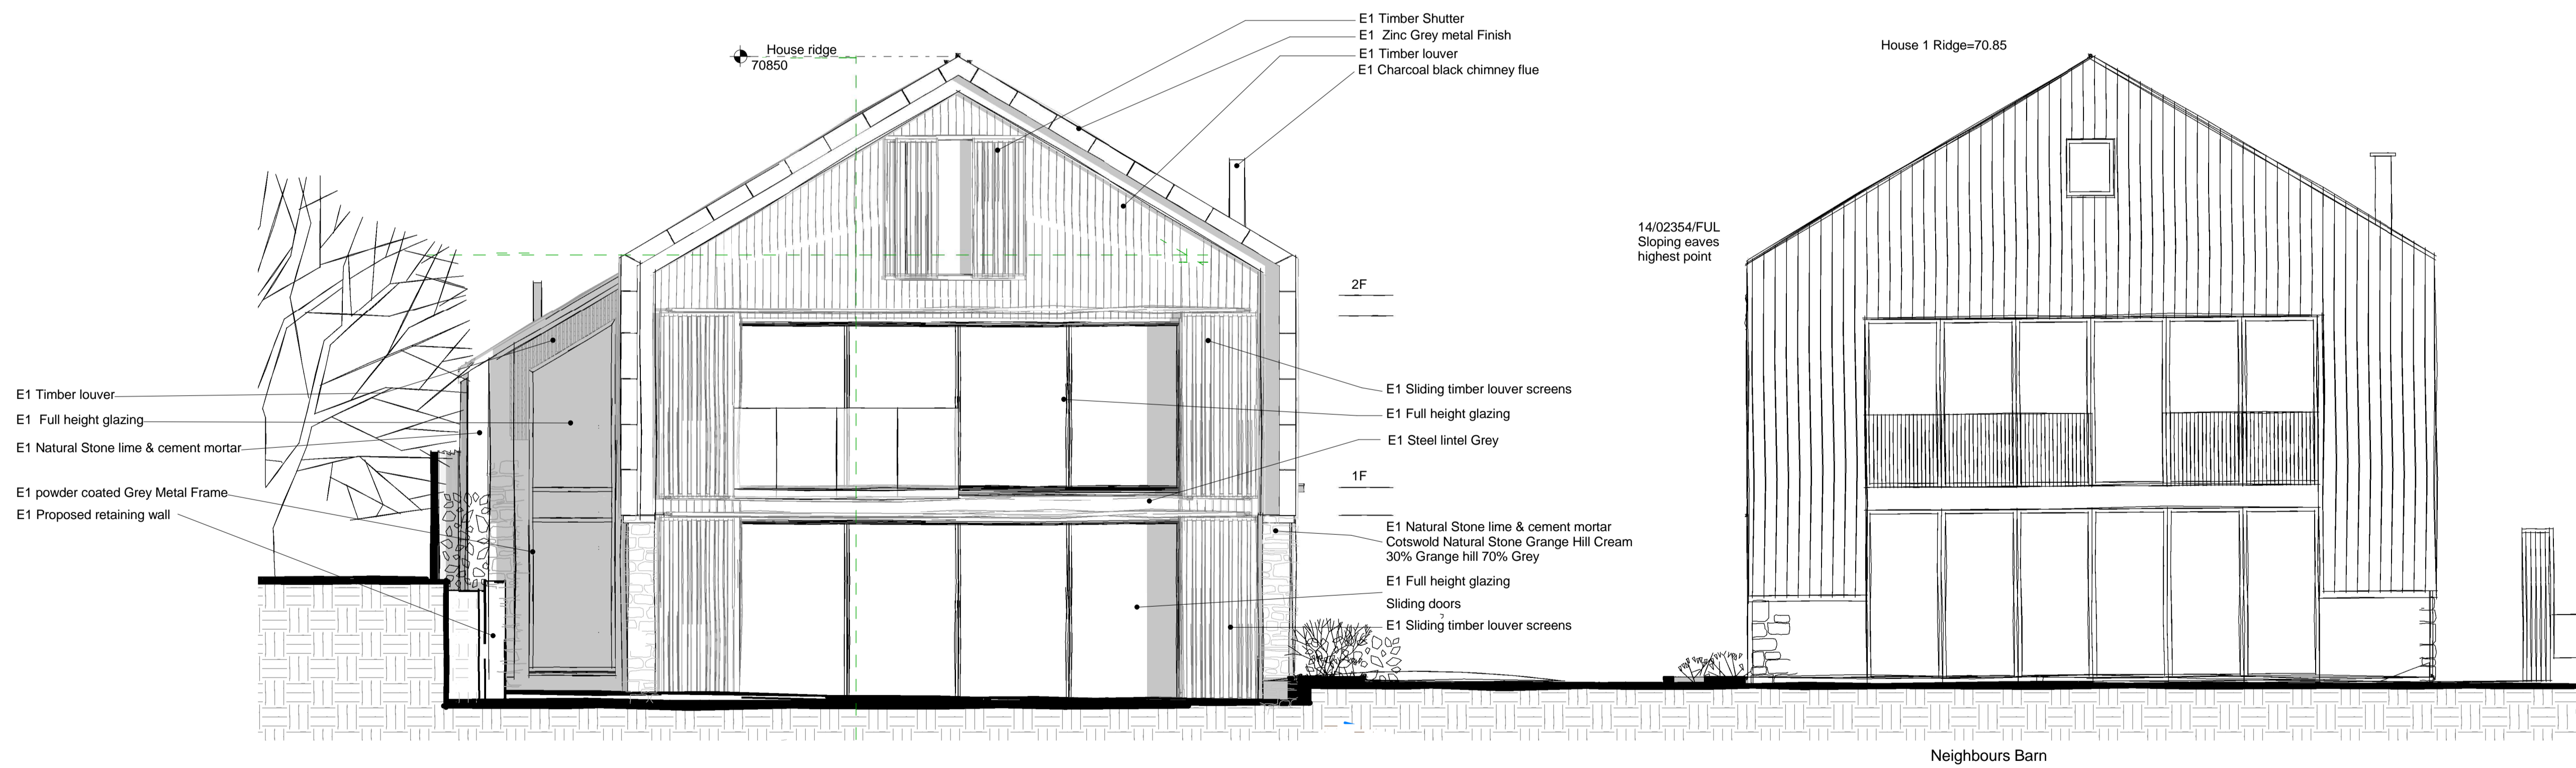 E1 Timber Shutter
E1 Zinc Grey metal Finish
E1 Timber louver
E1 Charcoal black chimney flue
House ridge
70850
House 1 Ridge=70.85
14/02354/FUL
Sloping eaves
highest point
2F
E1 Timber louver
E1 Full height glazing
E1 Natural Stone lime & cement mortar
E1 powder coated Grey Metal Frame
E1 Proposed retaining wall
E1 Sliding timber louver screens
E1 Full height glazing
E1 Steel lintel Grey
1F
E1 Natural Stone lime & cement mortar
Cotswold Natural Stone Grange Hill Cream
30% Grange hill 70% Grey
E1 Full height glazing
Sliding doors
E1 Sliding timber louver screens
Neighbours Barn